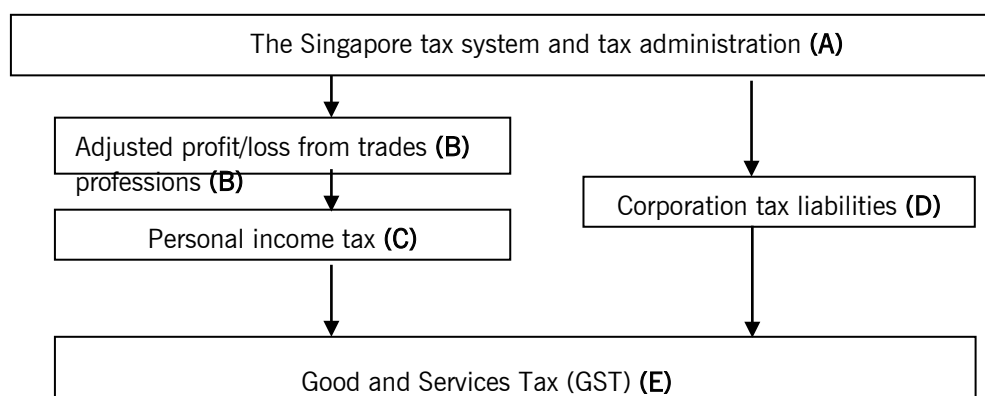 The Singapore tax system and tax administration (A)
Adjusted profit/loss from trades (B)
professions (B)
Corporation tax liabilities (D)
Personal income tax (C)
Good and Services Tax (GST) (E)